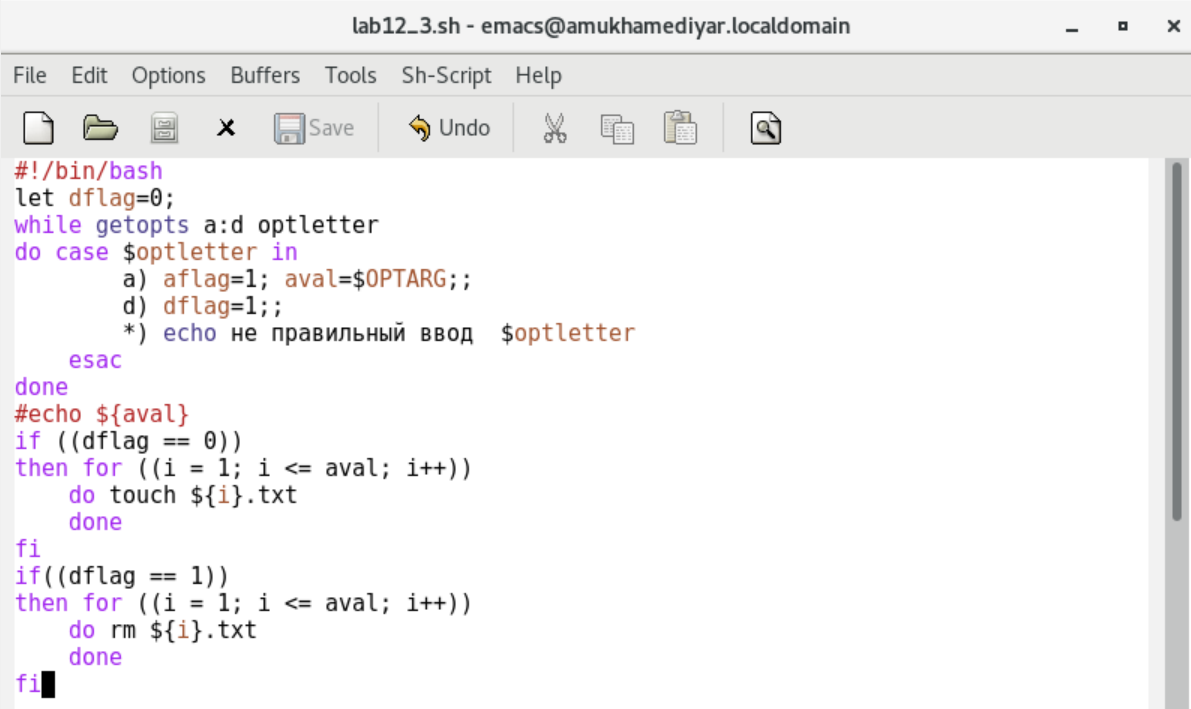 lab12_3.sh - emacs@amukhamediyar.localdomain
File Edit Options Buffers Tools Sh-Script Help
Save Undo
#!/bin/bash
let dflag=0;
while getopts a:d optletter
do case $optletter in
        a) aflag=1; aval=$OPTARG;;
        d) dflag=1;;
        *) echo не правильный ввод  $optletter
    esac
done
#echo ${aval}
if ((dflag == 0))
then for ((i = 1; i <= aval; i++))
    do touch ${i}.txt
    done
fi
if((dflag == 1))
then for ((i = 1; i <= aval; i++))
    do rm ${i}.txt
    done
fi